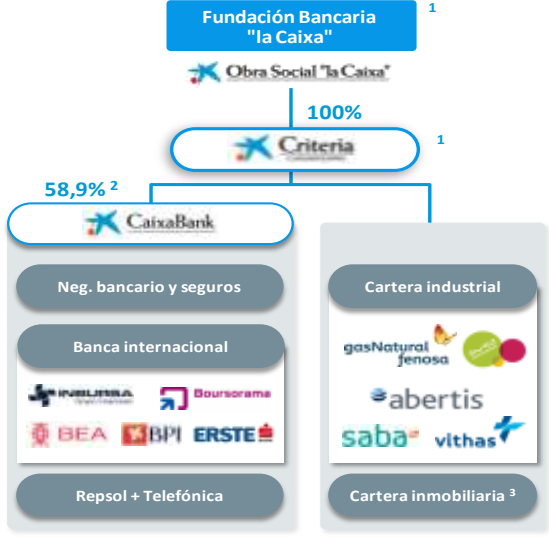 Fundación Bancaria 1
"la Caixa"
Obra Social "la Caixa"
100%
Criteria 1
58,9% 2
CaixaBank
Neg. bancario y seguros
Cartera industrial
Banca internacional
gasNatural
fenosa
INBURSA
Boursorama
abertis
BEA
BPI
ERSTE
saba
vithas
Repsol + Telefónica
Cartera inmobiliaria 3